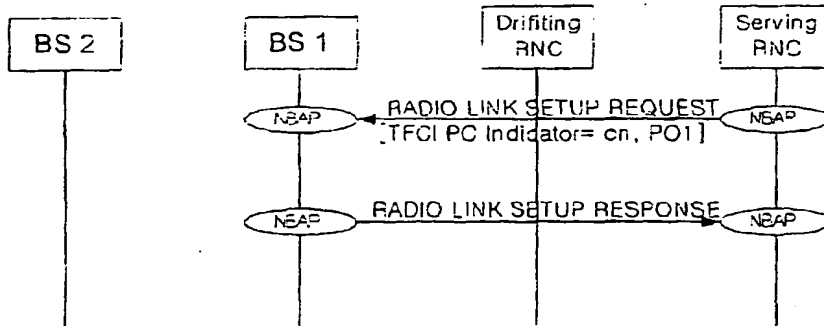 BS 2
BS 1
Drifiting
RNC
Serving
RNC
NBAP
RADIO LINK SETUP REQUEST
NBAP
[TFCI PC Indicator= on, PO1]
NBAP
RADIO LINK SETUP RESPONSE
NBAP